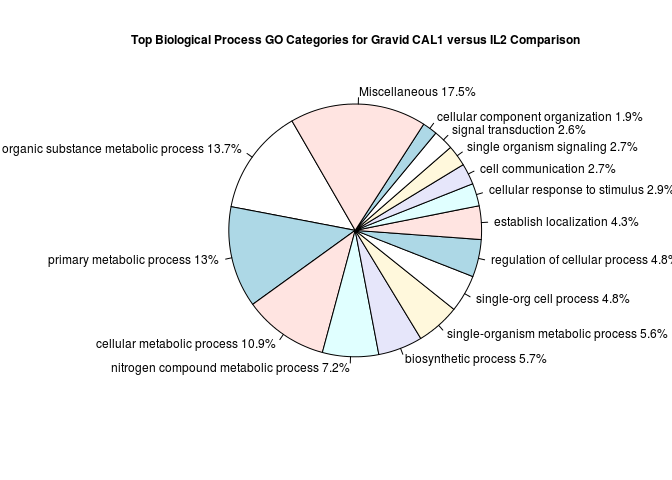 Top Biological Process GO Categories for Gravid CAL1 versus IL2 Comparison
Miscellaneous 17.5%
cellular component organization 1.9%
signal transduction 2.6%
single organism signaling 2.7%
cell communication 2.7%
cellular response to stimulus 2.9%
establish localization 4.3%
regulation of cellular process 4.8%
single-org cell process 4.8%
single-organism metabolic process 5.6%
biosynthetic process 5.7%
nitrogen compound metabolic process 7.2%
cellular metabolic process 10.9%
primary metabolic process 13%
organic substance metabolic process 13.7%